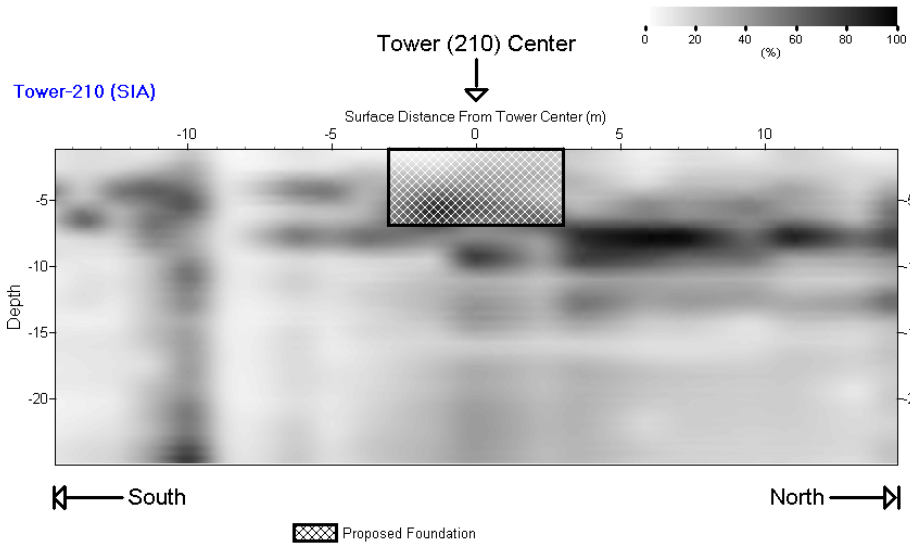 0 20 40 60 80 100
(%)
Tower (210) Center
Tower-210 (SIA)
Surface Distance From Tower Center (m)
-10 -5 0 5 10
-5
-10
-15
-20
Depth
South
North
Proposed Foundation